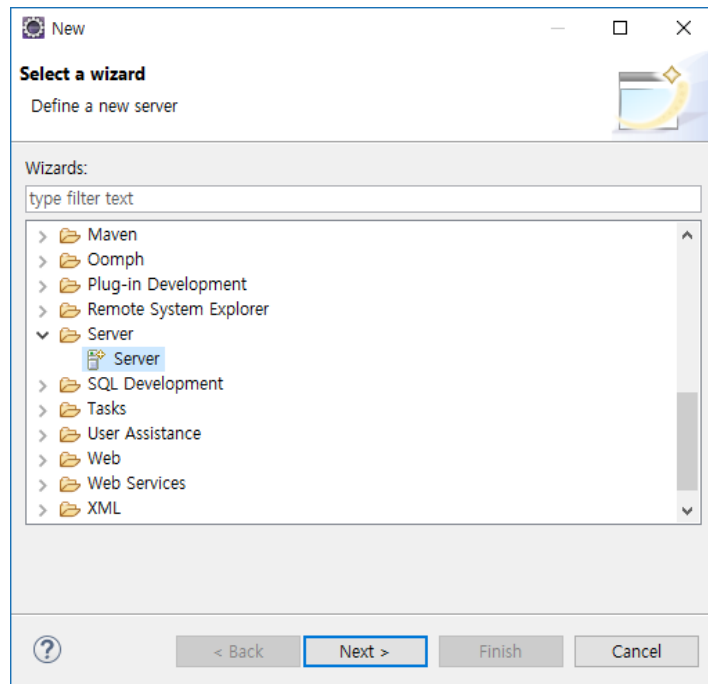 New
Select a wizard
Define a new server
Wizards:
type filter text
Maven
Oomph
Plug-in Development
Remote System Explorer
Server
Server
SQL Development
Tasks
User Assistance
Web
Web Services
XML
? < Back Next > Finish Cancel